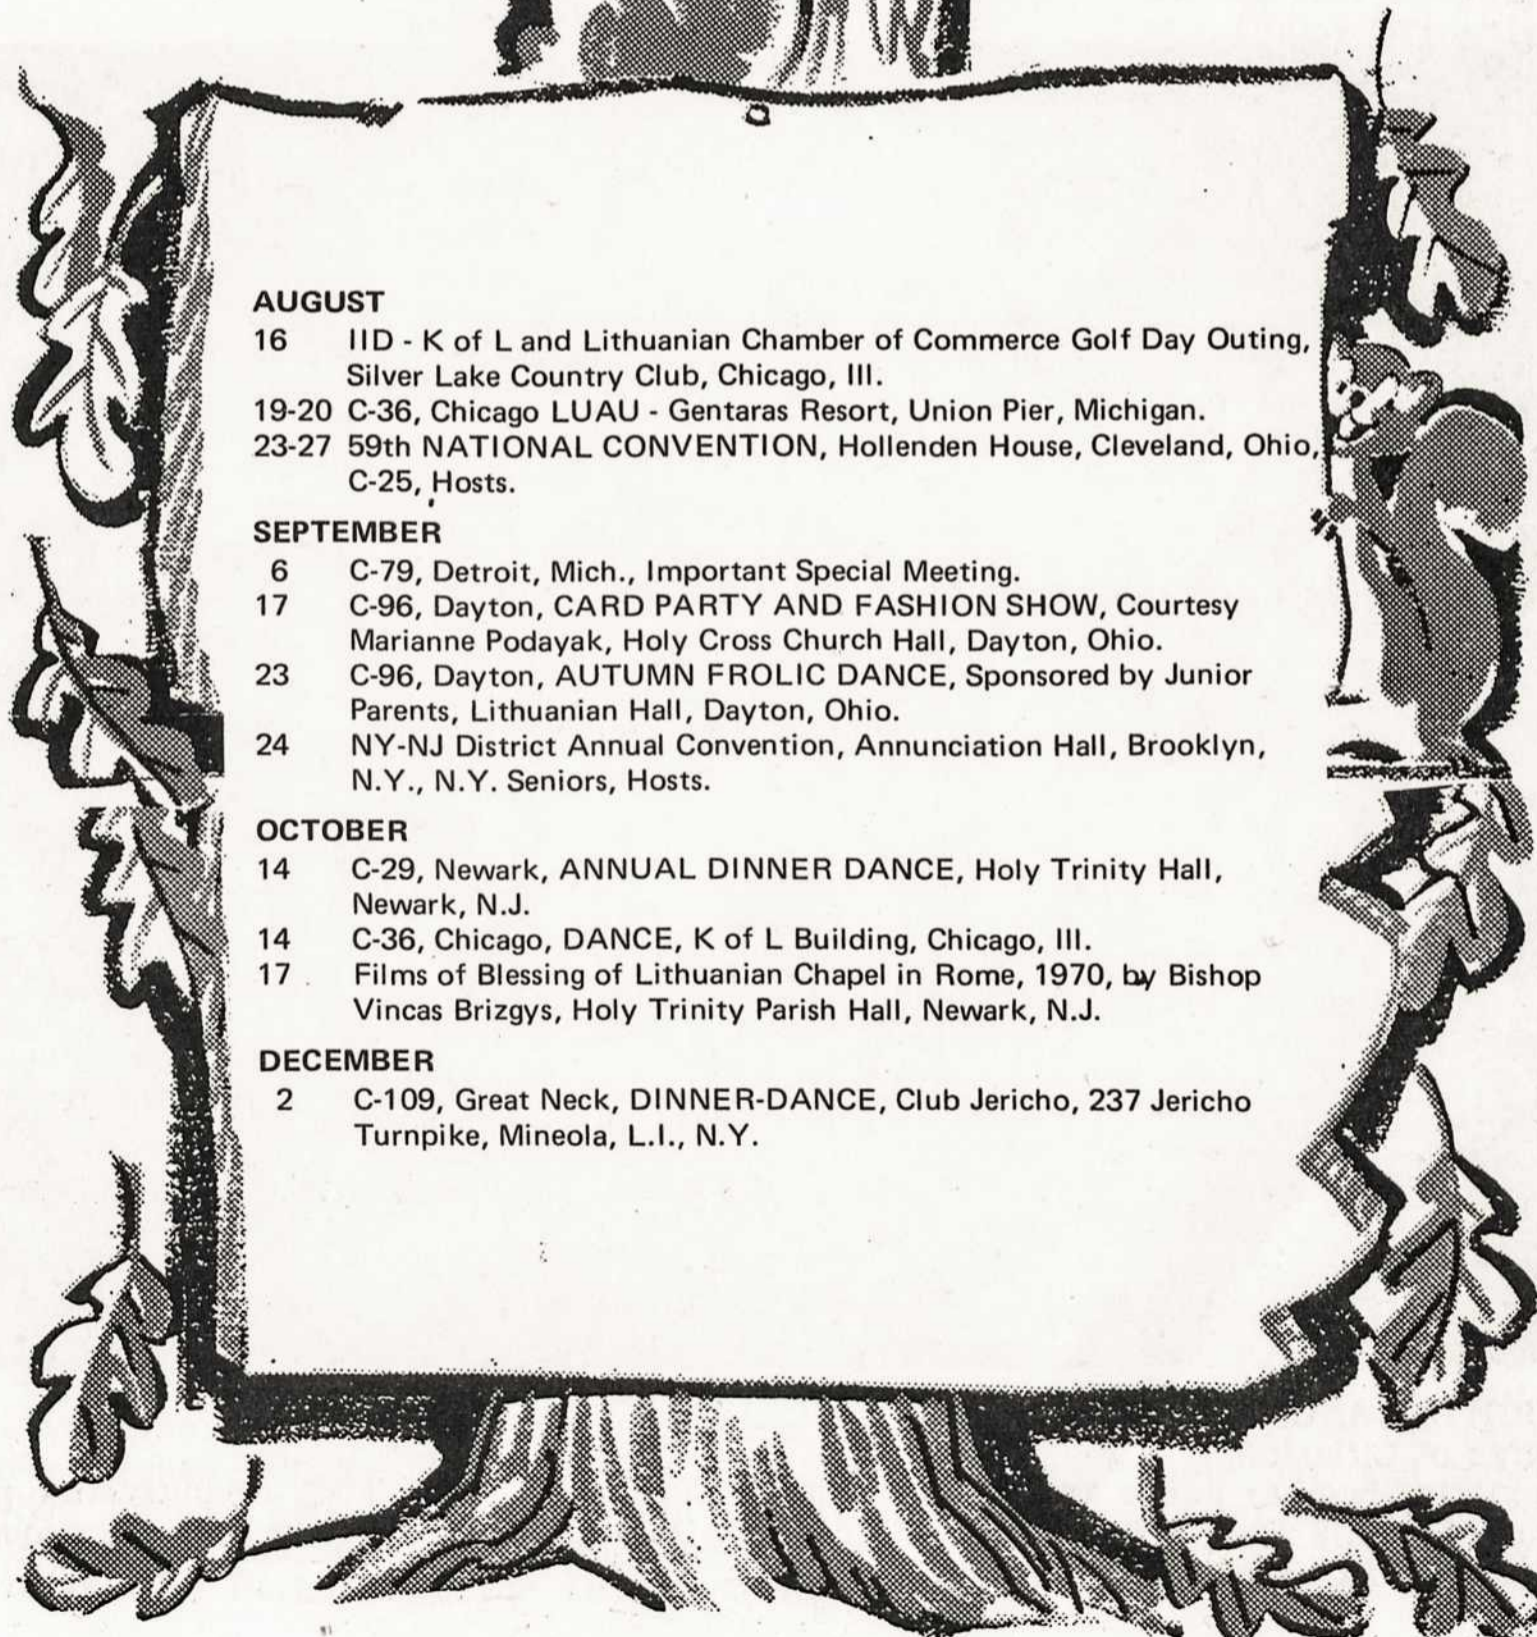 AUGUST
16 IID - K of L and Lithuanian Chamber of Commerce Golf Day Outing,
Silver Lake Country Club, Chicago, Ill.
19-20 C-36, Chicago LUAU - Gentaras Resort, Union Pier, Michigan.
23-27 59th NATIONAL CONVENTION, Hollenden House, Cleveland, Ohio,
C-25, Hosts.
SEPTEMBER
6 C-79, Detroit, Mich., Important Special Meeting.
17 C-96, Dayton, CARD PARTY AND FASHION SHOW, Courtesy
Marianne Podayak, Holy Cross Church Hall, Dayton, Ohio.
23 C-96, Dayton, AUTUMN FROLIC DANCE, Sponsored by Junior
Parents, Lithuanian Hall, Dayton, Ohio.
24 NY-NJ District Annual Convention, Annunciation Hall, Brooklyn,
N.Y., N.Y. Seniors, Hosts.
OCTOBER
14 C-29, Newark, ANNUAL DINNER DANCE, Holy Trinity Hall,
Newark, N.J.
14 C-36, Chicago, DANCE, K of L Building, Chicago, Ill.
17 Films of Blessing of Lithuanian Chapel in Rome, 1970, by Bishop
Vincas Brizgys, Holy Trinity Parish Hall, Newark, N.J.
DECEMBER
2 C-109, Great Neck, DINNER-DANCE, Club Jericho, 237 Jericho
Turnpike, Mineola, L.I., N.Y.